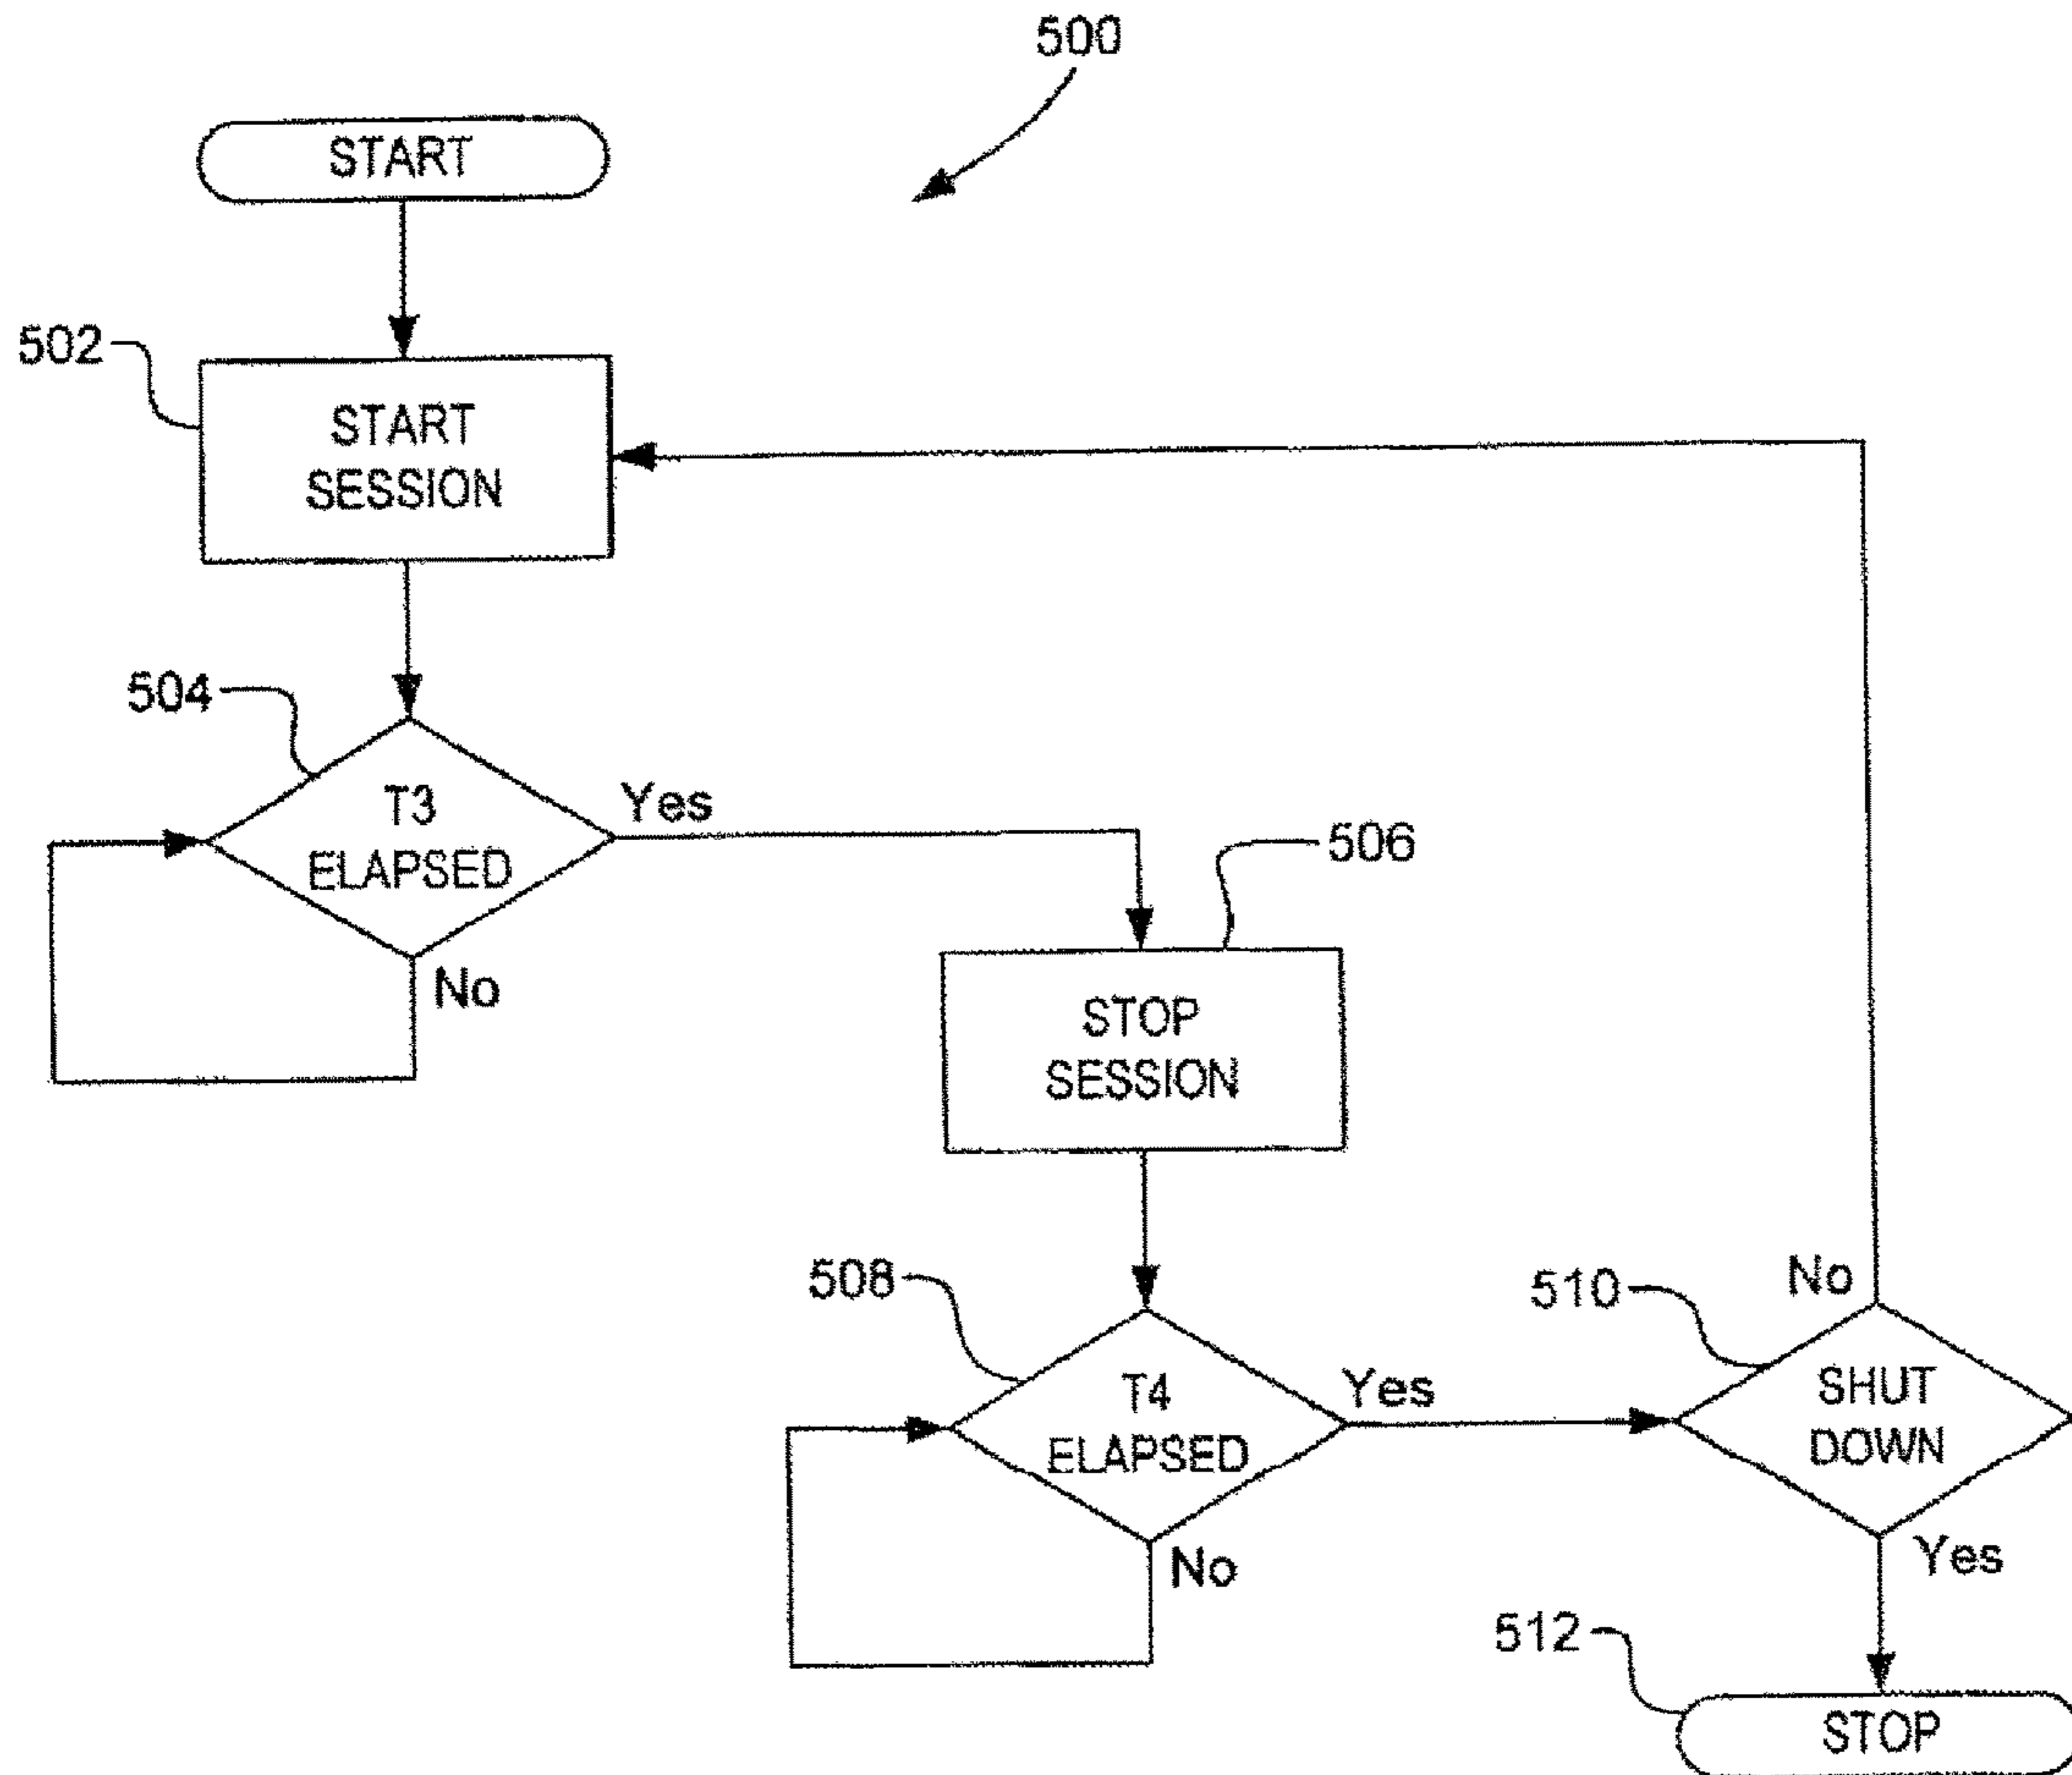 500
START
502
START
SESSION
504
T3
ELAPSED
Yes
No
506
STOP
SESSION
508
T4
ELAPSED
Yes
No
510
No
SHUT
DOWN
Yes
512
STOP